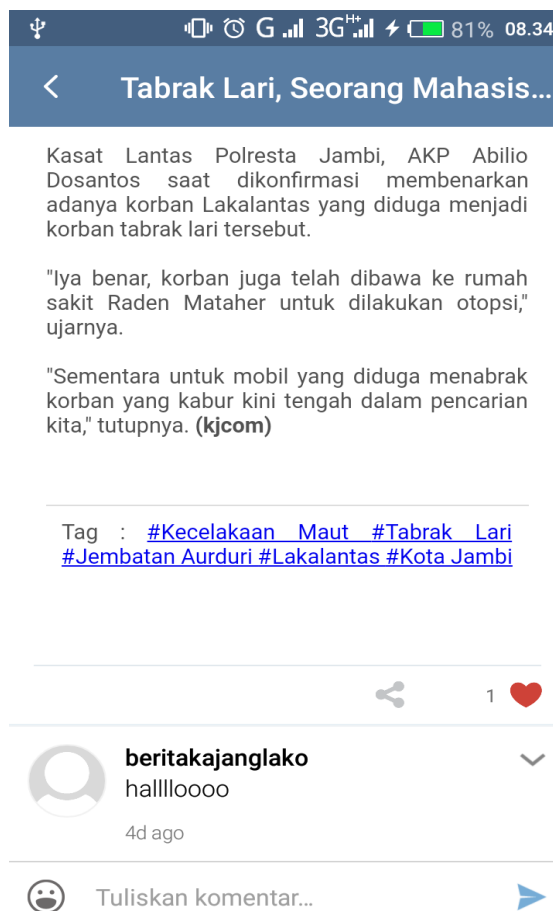 G 3G H+ 81% 08.34
Tabrak Lari, Seorang Mahasis...
Kasat Lantas Polresta Jambi, AKP Abilio
Dosantos saat dikonfirmasi membenarkan
adanya korban Lakalantas yang diduga menjadi
korban tabrak lari tersebut.
"Iya benar, korban juga telah dibawa ke rumah
sakit Raden Mataher untuk dilakukan otopsi,"
ujarnya.
"Sementara untuk mobil yang diduga menabrak
korban yang kabur kini tengah dalam pencarian
kita," tutupnya. (kjcom)
Tag : #Kecelakaan Maut #Tabrak Lari
#Jembatan Aurduri #Lakalantas #Kota Jambi
1
beritakajanglako
halllloooo
4d ago
Tuliskan komentar...